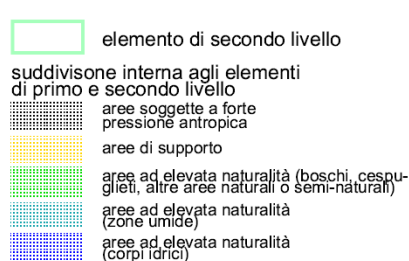 elemento di secondo livello
suddivisone interna agli elementi
di primo e secondo livello
aree soggette a forte
pressione antropica
aree di supporto
aree ad elevata naturalità (boschi, cespu-
glieti, altre aree naturali o semi-naturali)
aree ad elevata naturalità
(zone umide)
aree ad elevata naturalità
(corpi idrici)